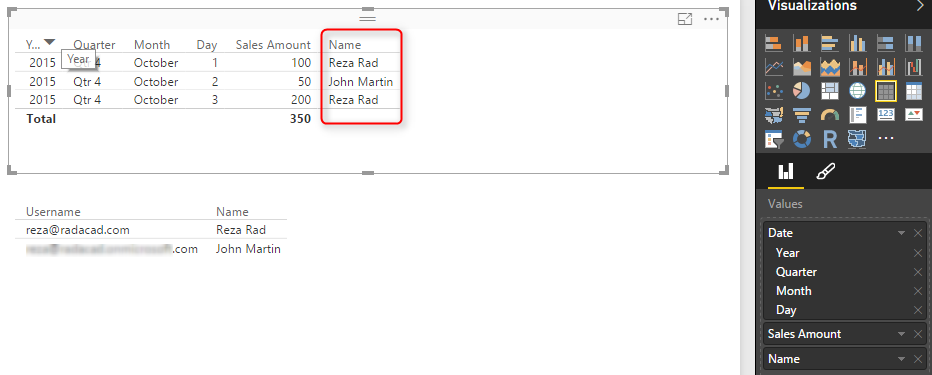 Visualizations
Y... Quarter Month Day Sales Amount Name
Year
2015 Qtr 4 October 1 100 Reza Rad
2015 Qtr 4 October 2 50 John Martin
2015 Qtr 4 October 3 200 Reza Rad
Total 350
Username Name
reza@radacad.com Reza Rad
.com John Martin
123
R
Values
Date
Year
Quarter
Month
Day
Sales Amount
Name